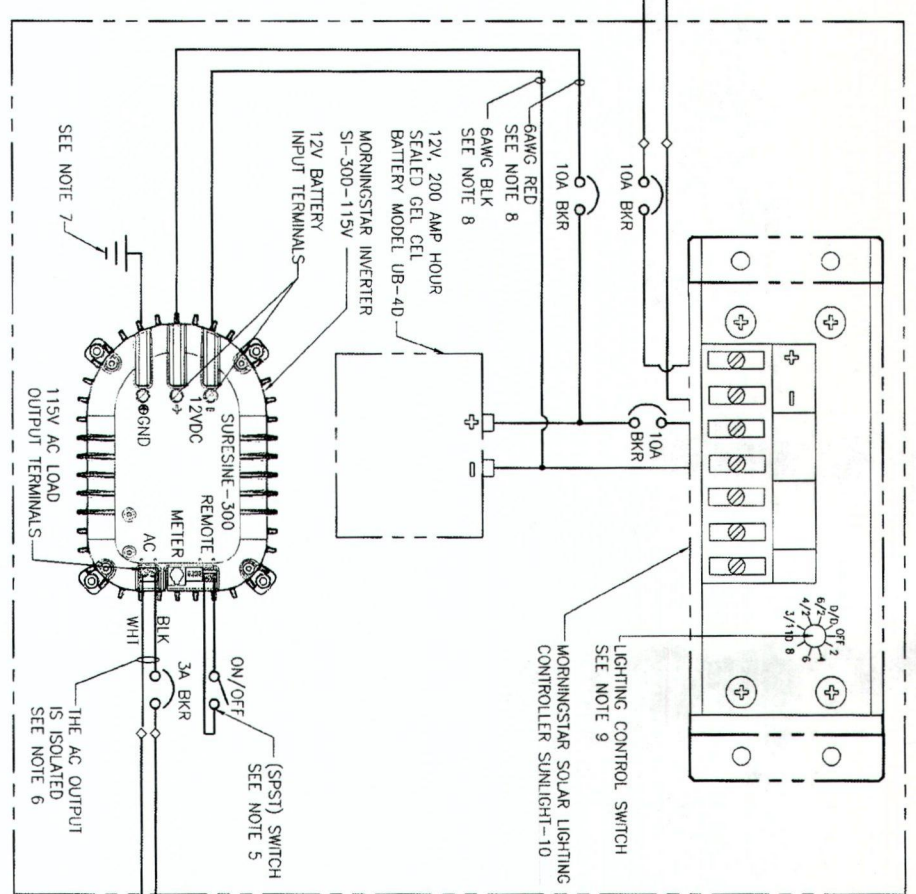 SEE NOTE 7
12V BATTERY
INPUT TERMINALS
MORNINGSTAR INVERTER
SI-300-115V
12V, 200 AMP HOUR
SEALED GEL CEL
BATTERY MODEL UB-4D
6AWG BLK
SEE NOTE 8
6AWG RED
SEE NOTE 8
10A BKR
10A BKR
+
-
10A
BKR
+
-
GND
+
12VDC
-
SURESINE-300
AC
METER
REMOTE
115V AC LOAD
OUTPUT TERMINALS
WHT
BLK
3A BKR
ON/OFF
THE AC OUTPUT
IS ISOLATED
SEE NOTE 6
(SPST) SWITCH
SEE NOTE 5
MORNINGSTAR SOLAR LIGHTING
CONTROLLER SUNLIGHT-10
LIGHTING CONTROL SWITCH
SEE NOTE 9
OFF
2
4
6
8
10
3/1
4/2
6/2
D/D